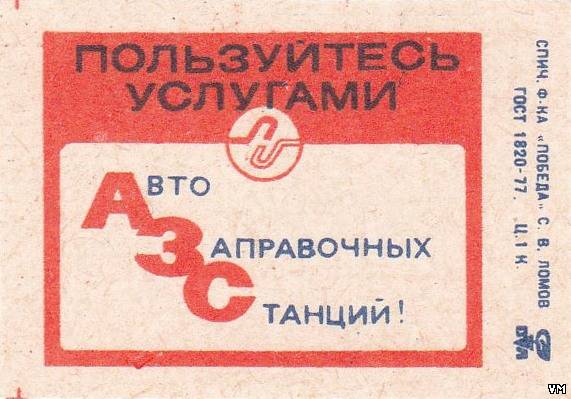 ПОЛЬЗУЙТЕСЬ
УСЛУГАМИ
АВТО
ЗАПРАВОЧНЫХ
СТАНЦИЙ!
СПИЧ. Ф-КА «ПОБЕДА» С. В. ЛОМОВ
ГОСТ 1820-77. Ц. 1 К.
VM